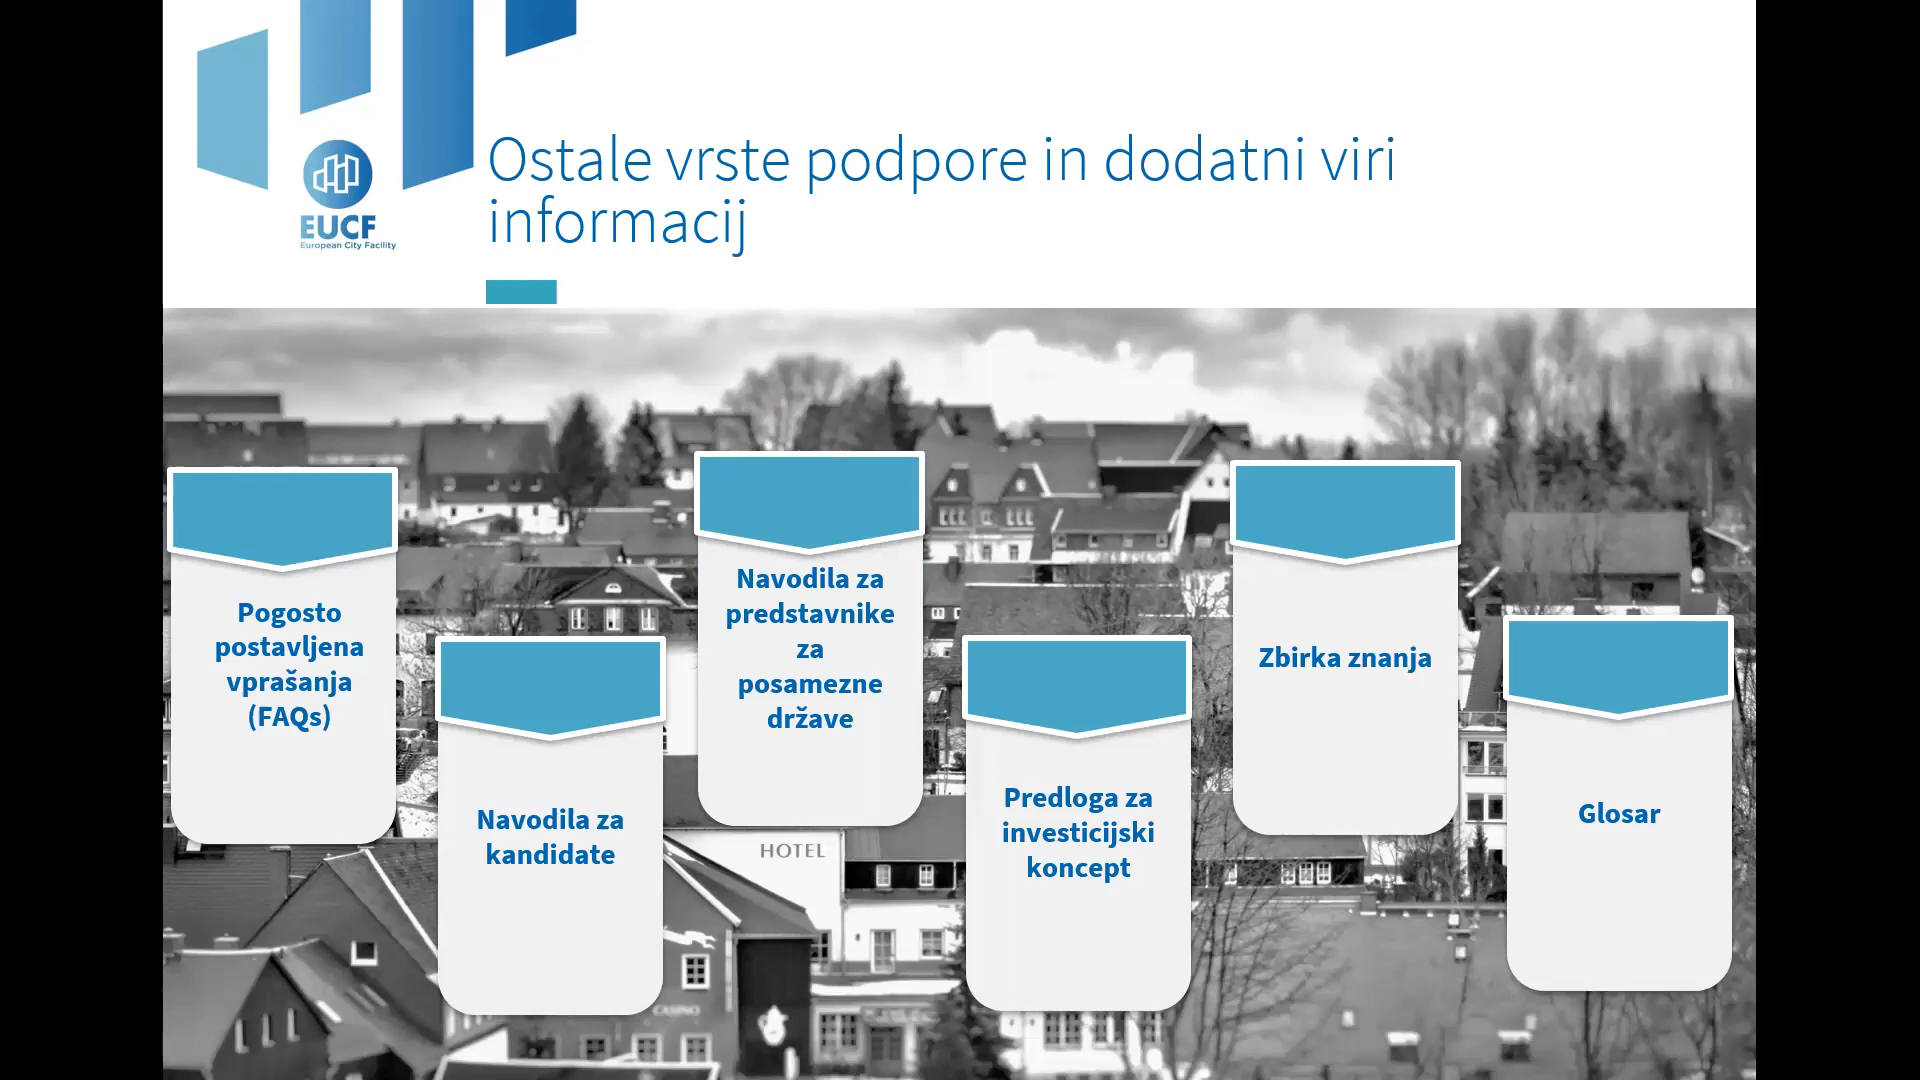 Ostale vrste podpore in dodatni viri
informacij
EUCF
European City Facility
Pogosto
postavljena
vprašanja
(FAQs)
Navodila za
kandidate
Navodila za
predstavnike
za
posamezne
države
Predloga za
investicijski
koncept
Zbirka znanja
Glosar
HOTEL
CASINO